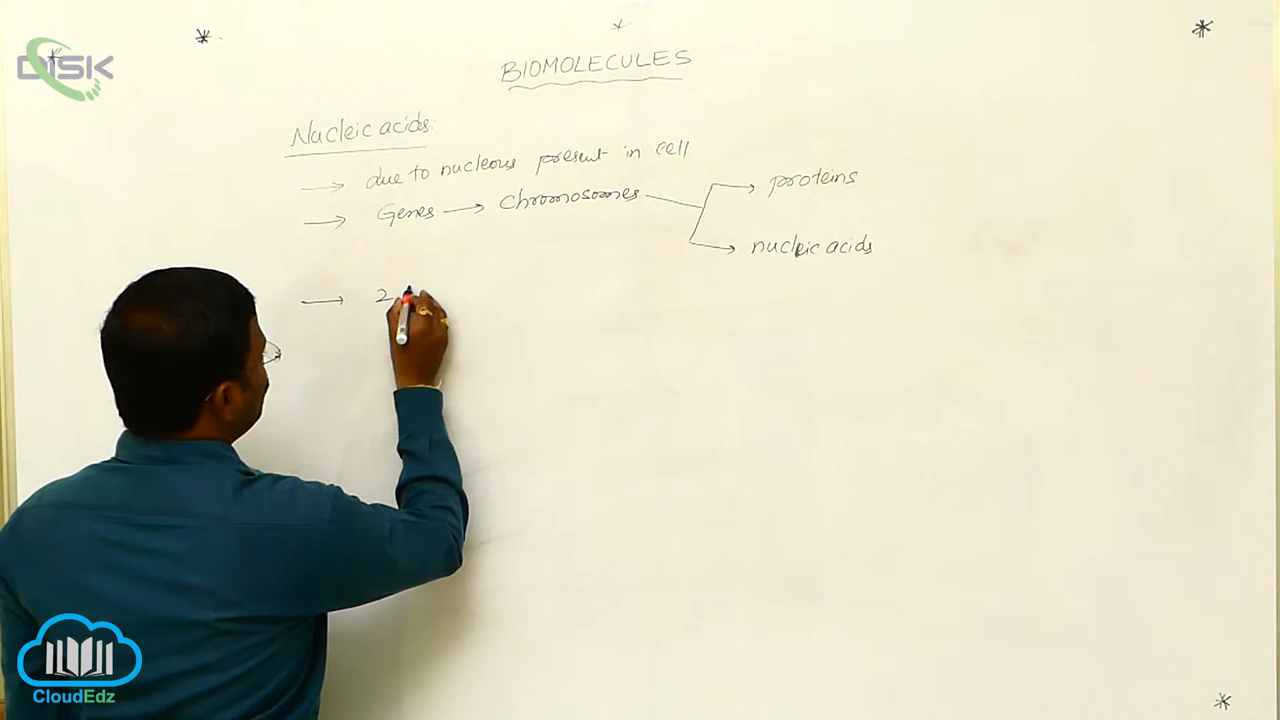 DISK
BIOMOLECULES
Nucleic acids:
→ due to nucleous present in cell
→ Genes → Chromosomes → proteins
→ nucleic acids
→ 2
CloudEdz